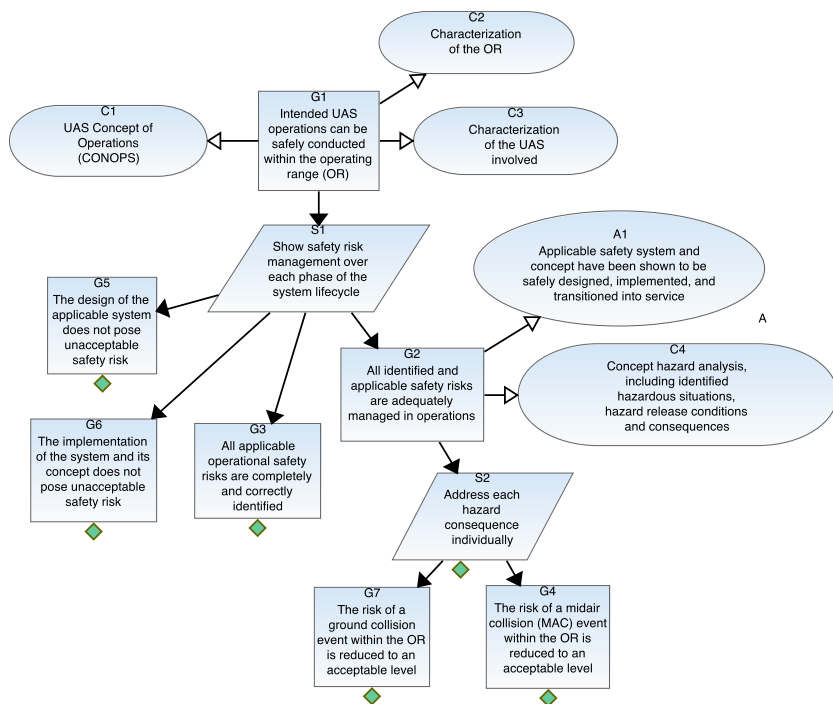 C2
Characterization
of the OR
G1
Intended UAS
operations can be
safely conducted
within the operating
range (OR)
C1
UAS Concept of
Operations
(CONOPS)
C3
Characterization
of the UAS
involved
S1
Show safety risk
management over
each phase of the
system lifecycle
A1
Applicable safety system and
concept have been shown to be
safely designed, implemented, and
transitioned into service
A
G5
The design of the
applicable system
does not pose
unacceptable
safety risk
G2
All identified and
applicable safety risks
are adequately
managed in operations
C4
Concept hazard analysis,
including identified
hazardous situations,
hazard release conditions
and consequences
G6
The implementation
of the system and its
concept does not
pose unacceptable
safety risk
G3
All applicable
operational safety
risks are completely
and correctly
identified
S2
Address each
hazard
consequence
individually
G7
The risk of a
ground collision
event within the OR
is reduced to an
acceptable level
G4
The risk of a midair
collision (MAC) event
within the OR is
reduced to an
acceptable level